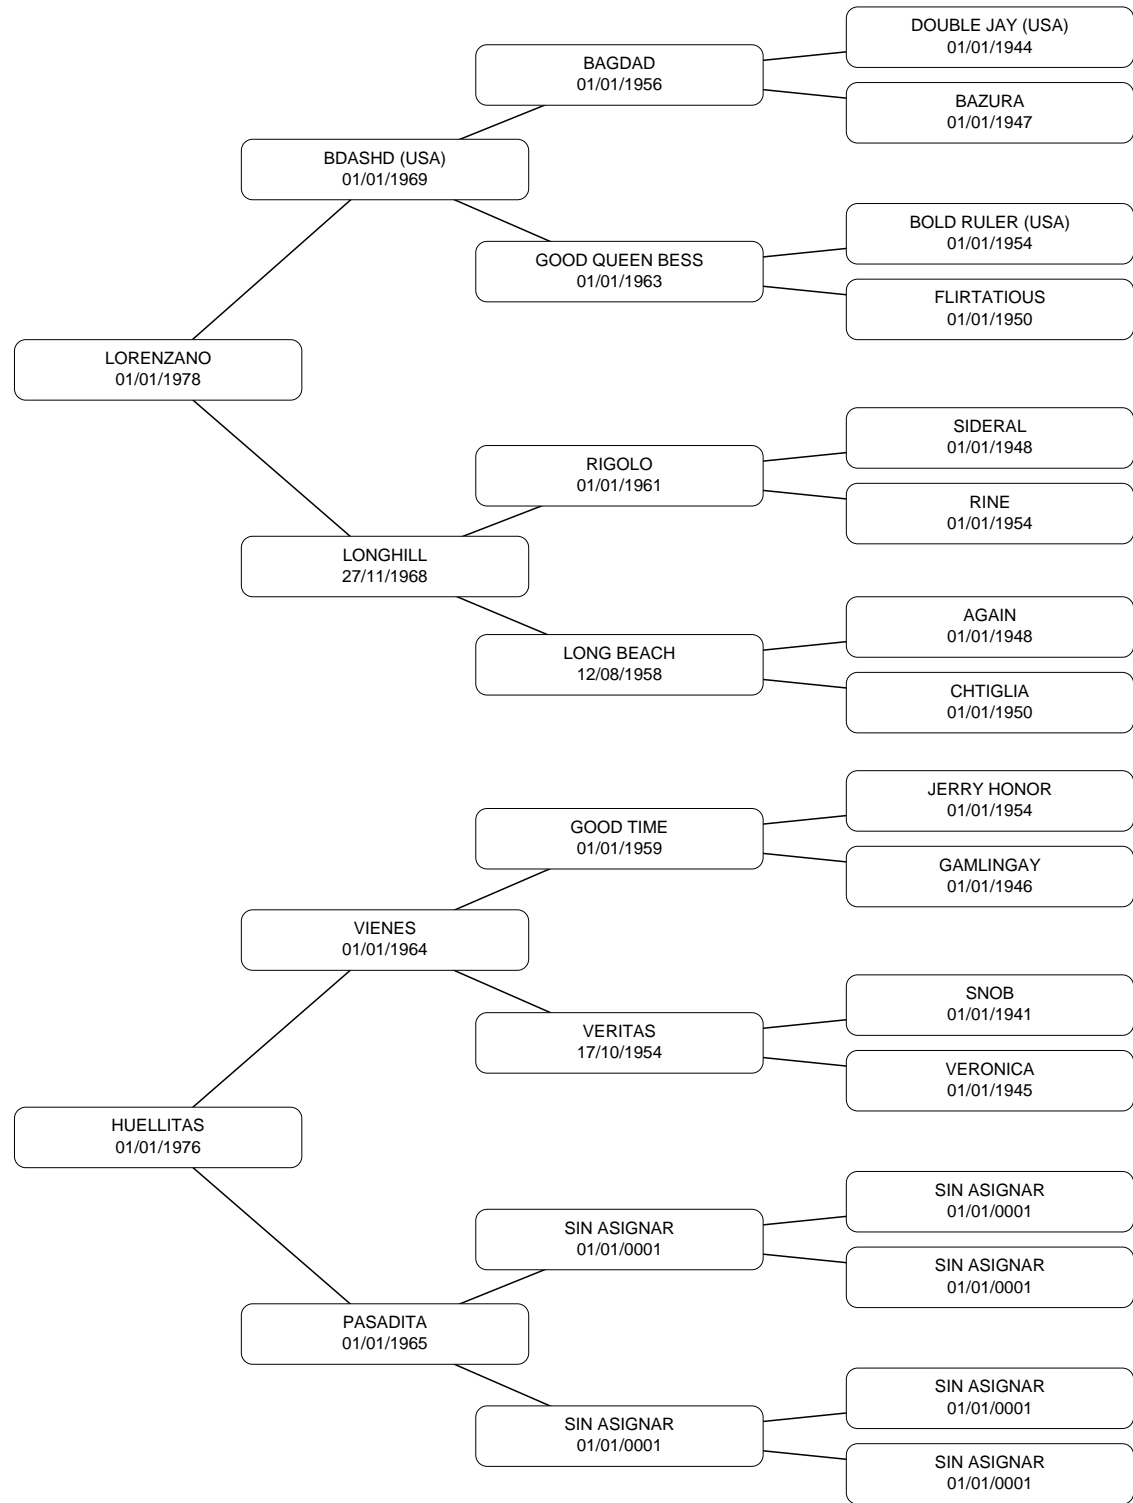 DOUBLE JAY (USA)
01/01/1944
BAGDAD
01/01/1956
BAZURA
01/01/1947
BDASHD (USA)
01/01/1969
BOLD RULER (USA)
01/01/1954
GOOD QUEEN BESS
01/01/1963
FLIRTATIOUS
01/01/1950
LORENZANO
01/01/1978
SIDERAL
01/01/1948
RIGOLO
01/01/1961
RINE
01/01/1954
LONGHILL
27/11/1968
AGAIN
01/01/1948
LONG BEACH
12/08/1958
CHTIGLIA
01/01/1950
JERRY HONOR
01/01/1954
GOOD TIME
01/01/1959
GAMLINGAY
01/01/1946
VIENES
01/01/1964
SNOB
01/01/1941
VERITAS
17/10/1954
VERONICA
01/01/1945
HUELLITAS
01/01/1976
SIN ASIGNAR
01/01/0001
SIN ASIGNAR
01/01/0001
SIN ASIGNAR
01/01/0001
PASADITA
01/01/1965
SIN ASIGNAR
01/01/0001
SIN ASIGNAR
01/01/0001
SIN ASIGNAR
01/01/0001